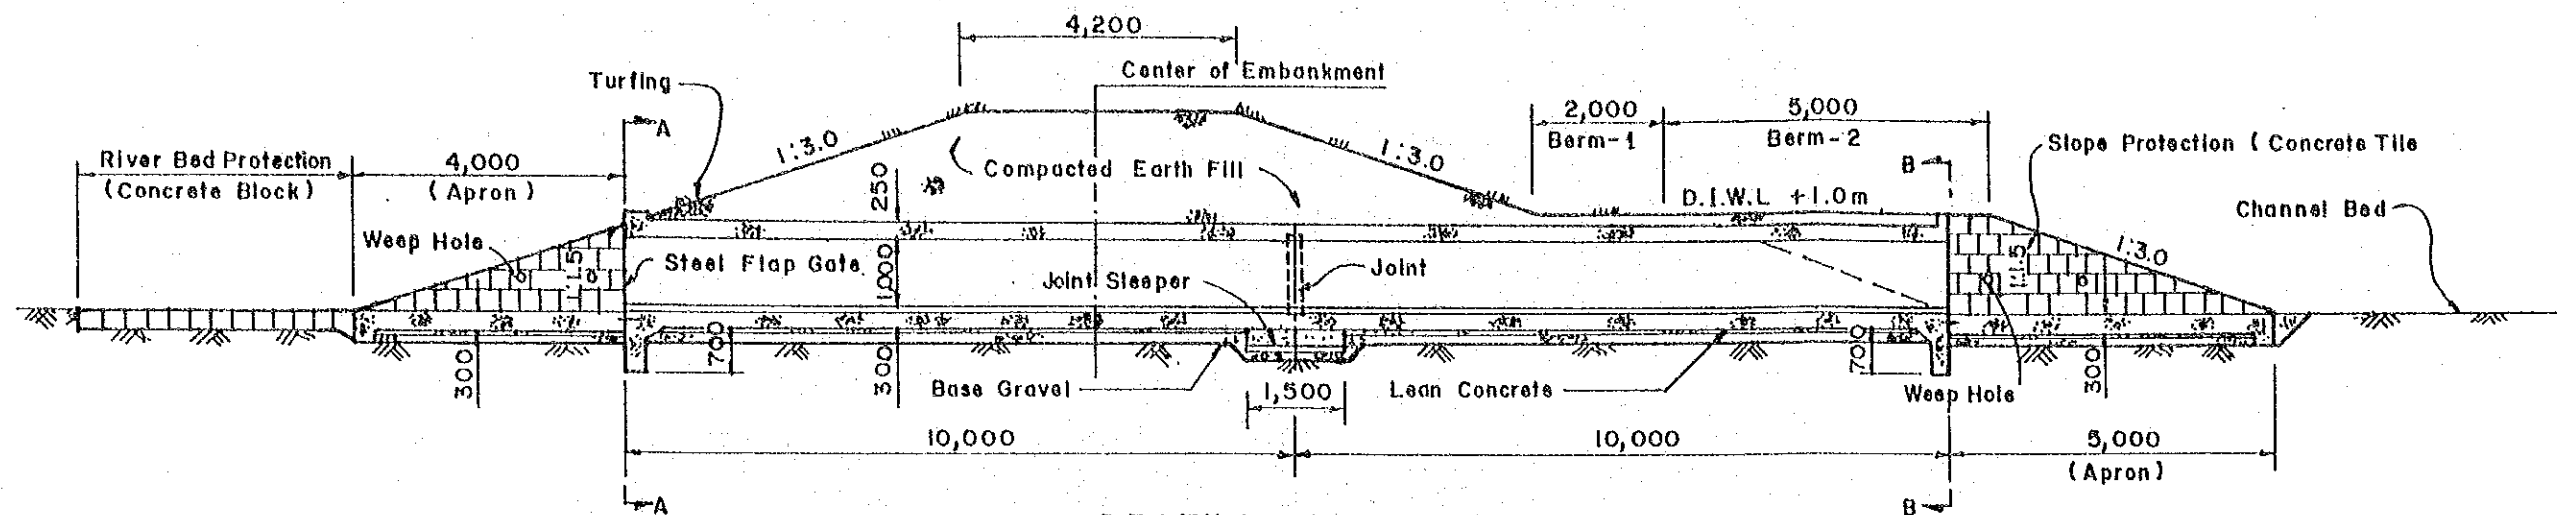 4,200
Center of Embankment
Turfing
A
2,000
Berm-1
5,000
Berm-2
Slope Protection (Concrete Tile
River Bed Protection
(Concrete Block)
4,000
(Apron)
1:3.0
250
Compacted Earth Fill
1:3.0
B
D.I.W.L +1.0m
Channel Bed
Weep Hole
1:1.5
Steel Flap Gate
1,000
Joint Sleeper
Joint
1:1.5
1:3.0
300
700
300
Base Gravel
1,500
Lean Concrete
700
Weep Hole
300
10,000
10,000
5,000
(Apron)
A
B